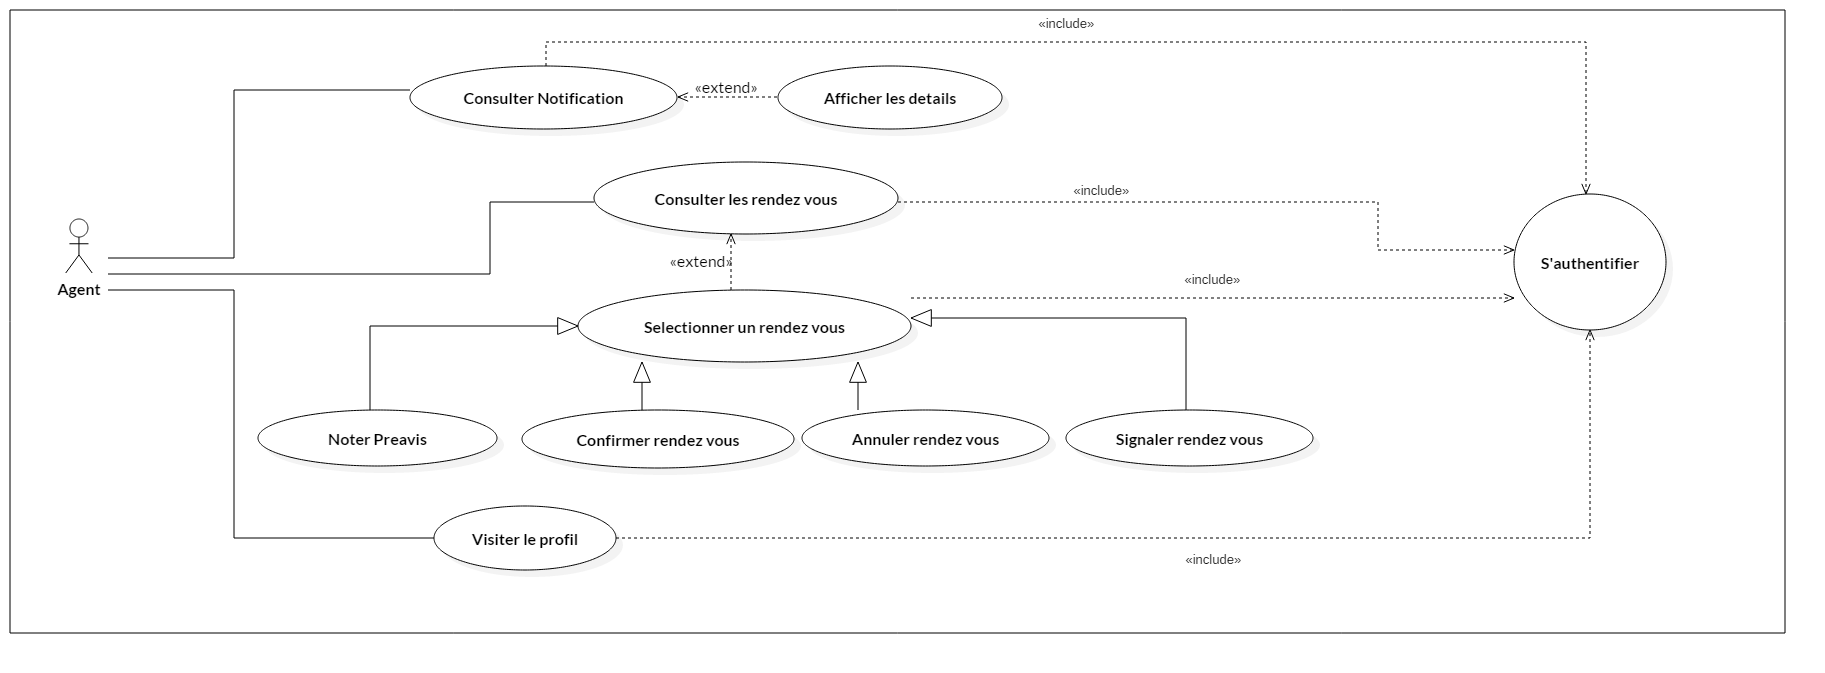 «include»
Consulter Notification
«extend»
Afficher les details
Consulter les rendez vous
«include»
«extend»
S'authentifier
«include»
Agent
Selectionner un rendez vous
Noter Preavis
Confirmer rendez vous
Annuler rendez vous
Signaler rendez vous
Visiter le profil
«include»